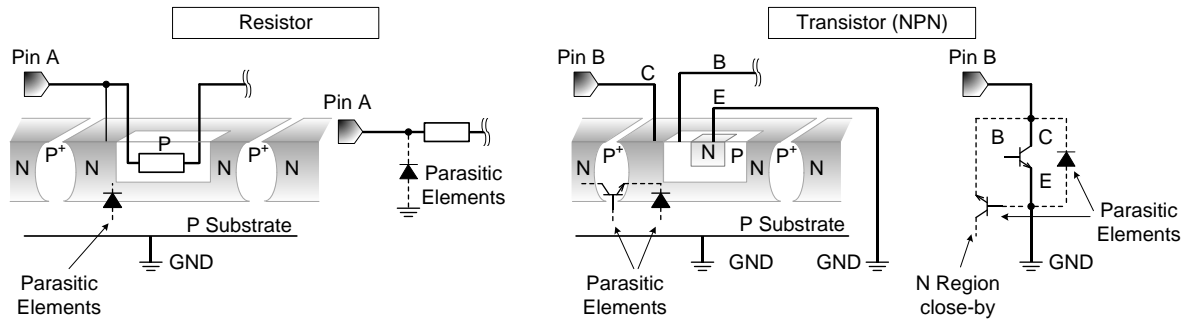 Resistor
Transistor (NPN)
Pin A
Pin A
N
P+
N
P
P+
N
N
Parasitic
Elements
P Substrate
GND
Parasitic
Elements
Pin B
C
B
E
N
P+
N
N
P
P+
N
N
P Substrate
GND
GND
Parasitic
Elements
Pin B
B
C
E
Parasitic
Elements
GND
N Region
close-by